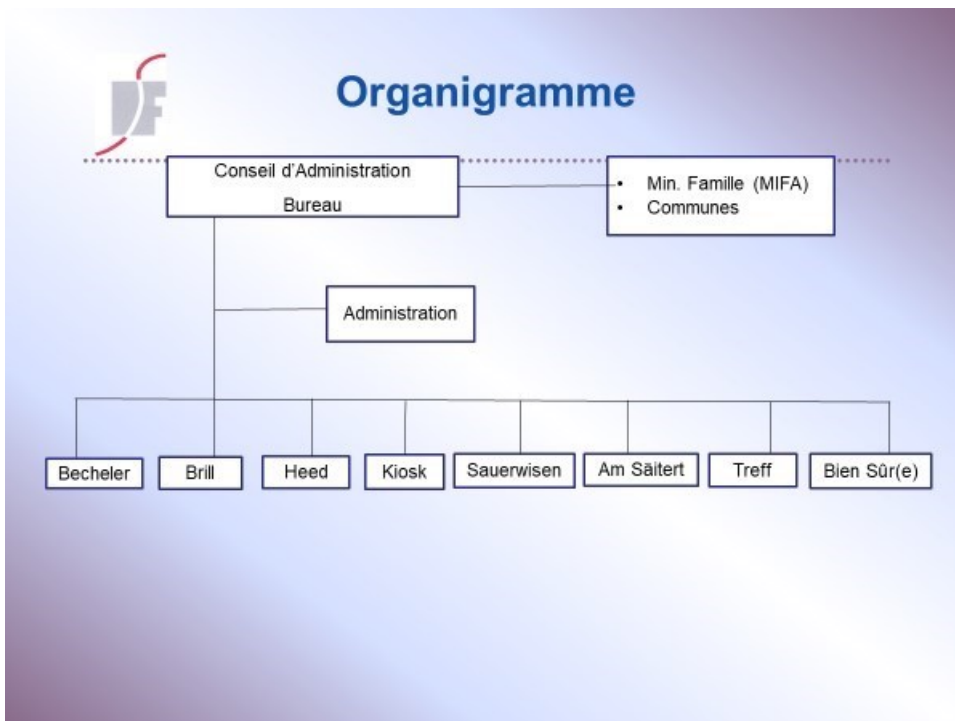 Organigramme
Conseil d'Administration
Bureau
• Min. Famille (MIFA)
• Communes
Administration
Becheler
Brill
Heed
Kiosk
Sauerwisen
Am Säitert
Treff
Bien Sûr(e)